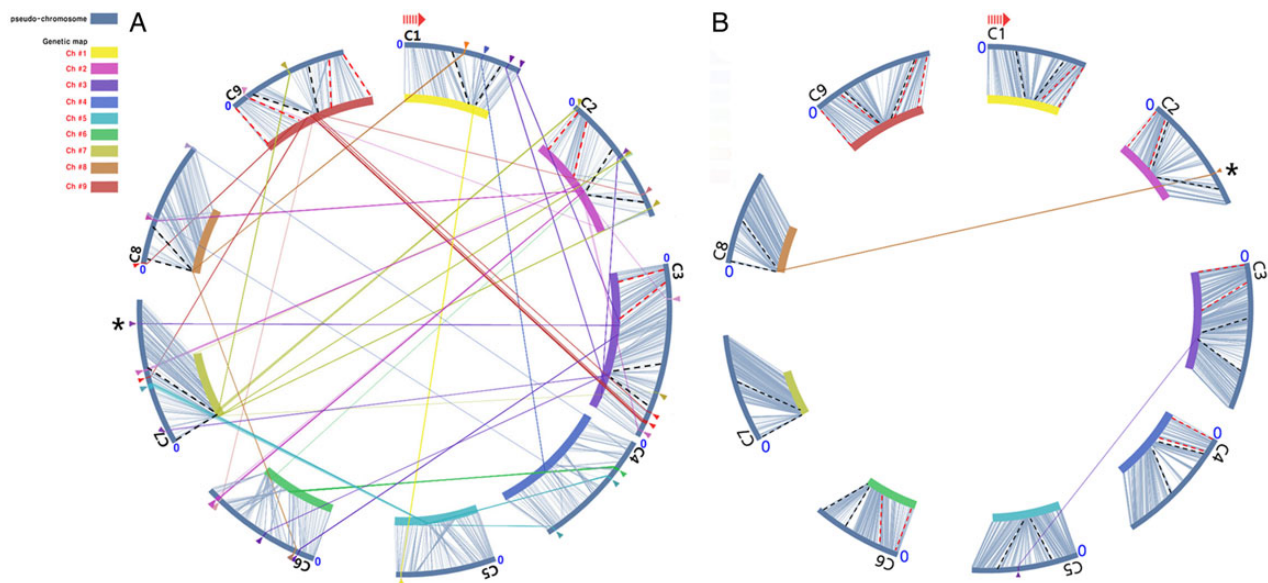 A
B
pseudo-chromosome
Genetic map
Ch #1
Ch #2
Ch #3
Ch #4
Ch #5
Ch #6
Ch #7
Ch #8
Ch #9
C1
0
C2
0
C3
0
C4
0
C5
0
C6
0
C7
0
C8
0
C9
0
*
C1
0
C2
0
C3
0
C4
0
C5
0
C6
0
C7
0
C8
0
C9
0
*